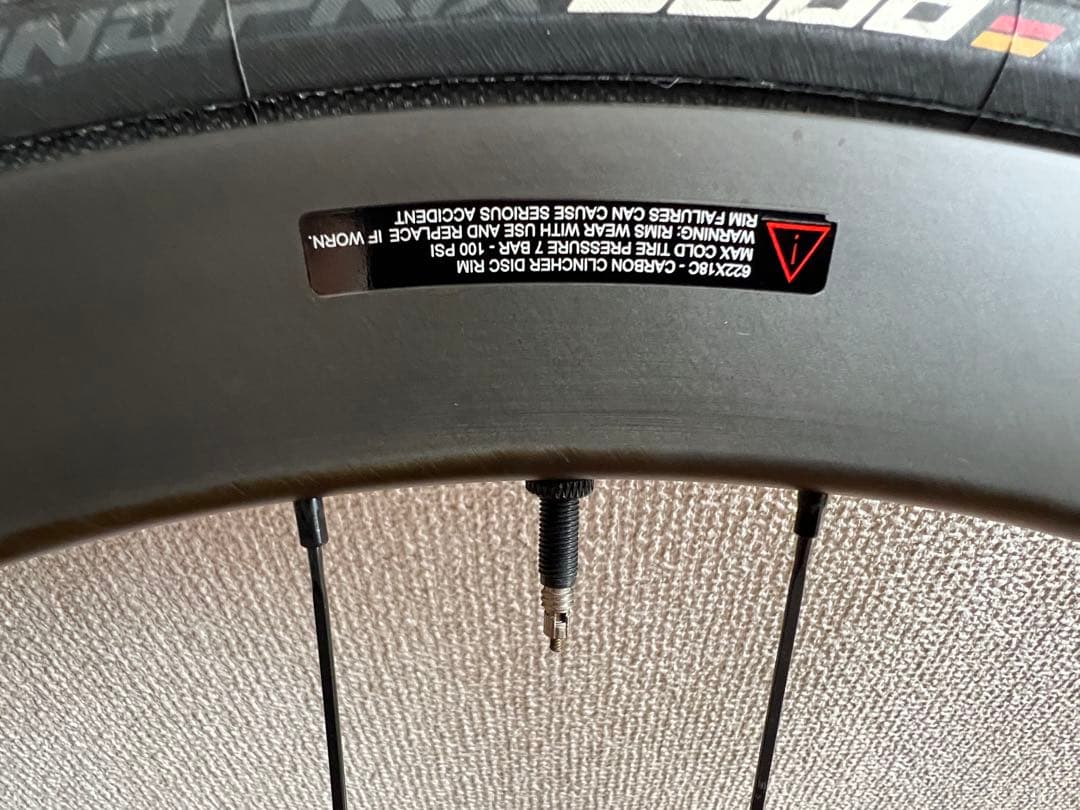 622X18C - CARBON CLINCHER DISC RIM
MAX COLD TIRE PRESSURE 7 BAR - 100 PSI
WARNING: RIMS WEAR WITH USE AND REPLACE IF WORN.
RIM FAILURES CAN CAUSE SERIOUS ACCIDENT